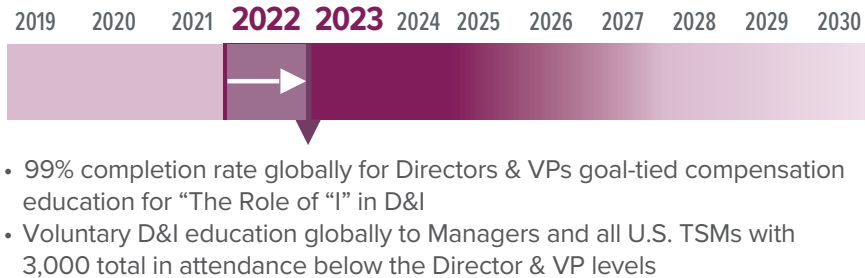 2019 2020 2021 2022 2023 2024 2025 2026 2027 2028 2029 2030
• 99% completion rate globally for Directors & VPs goal-tied compensation
education for “The Role of “I” in D&I
• Voluntary D&I education globally to Managers and all U.S. TSMs with
3,000 total in attendance below the Director & VP levels